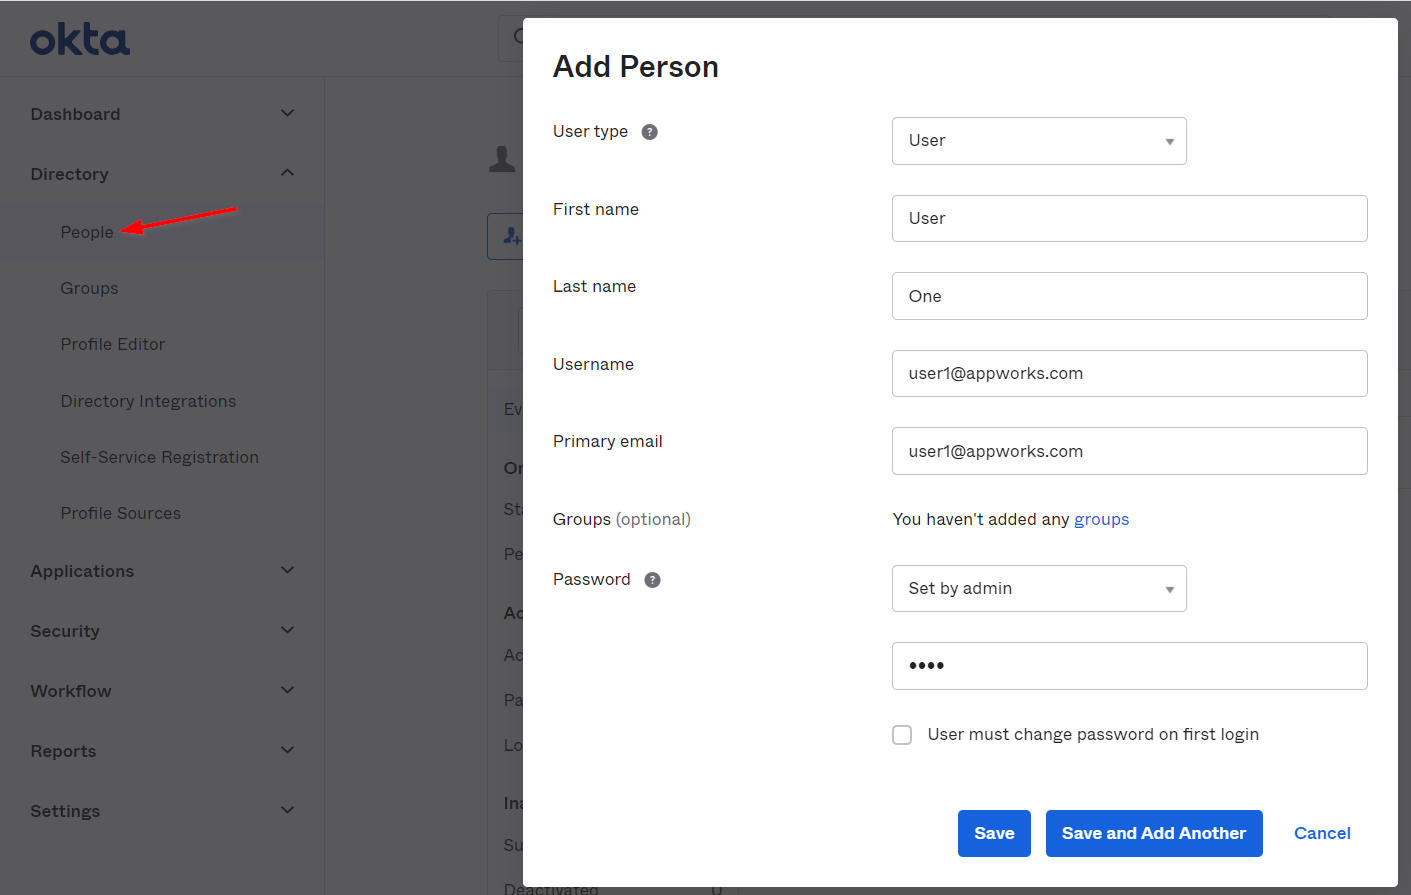 okta
Dashboard
Directory
People
Groups
Profile Editor
Directory Integrations
Self-Service Registration
Profile Sources
Applications
Security
Workflow
Reports
Settings
Deactivated 0
Add Person
User type ?
User
First name
User
Last name
One
Username
user1@appworks.com
Primary email
user1@appworks.com
Groups (optional)
You haven't added any groups
Password ?
Set by admin
••••
User must change password on first login
Save
Save and Add Another
Cancel